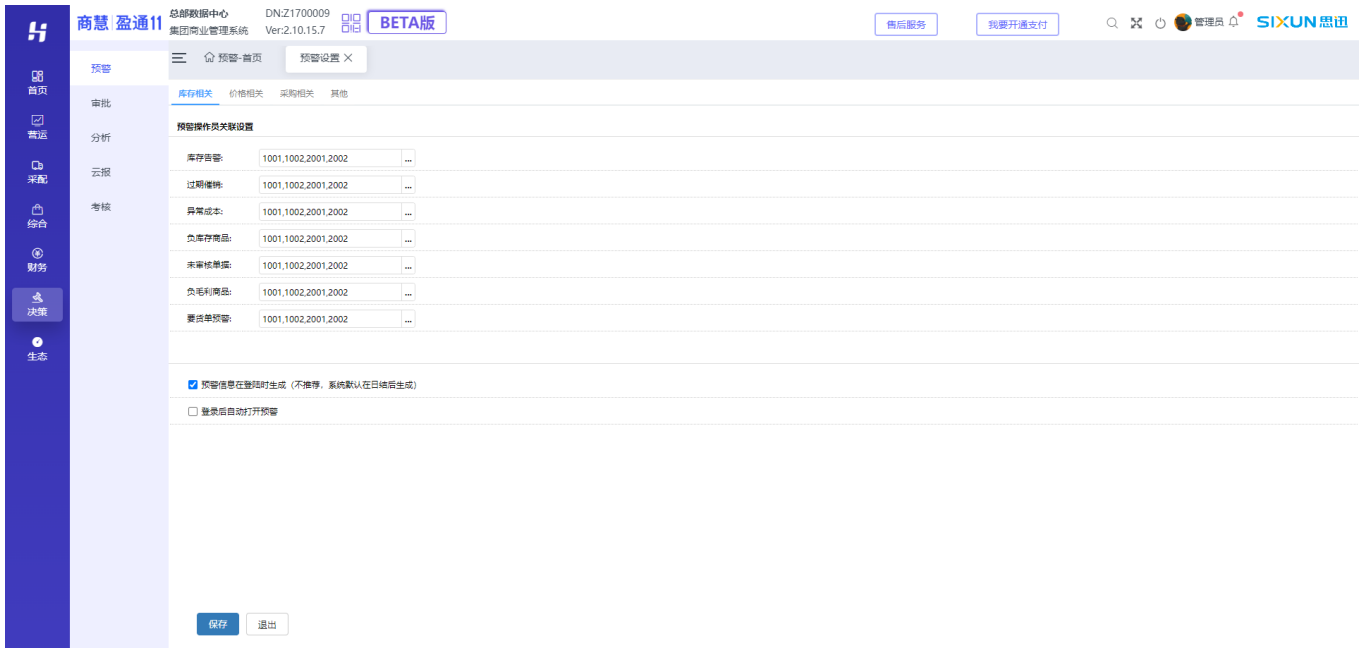 商慧 盈通11
总部数据中心 DN:Z1700009
集团商业管理系统 Ver:2.10.15.7
BETA版
售后服务
我要开通支付
管理员
SIXUN思迅
首页
营运
采配
综合
财务
决策
生态
预警
审批
分析
云报
考核
预警-首页
预警设置
库存相关 价格相关 采购相关 其他
预警操作员关联设置
库存告警: 1001,1002,2001,2002 ...
过期催销: 1001,1002,2001,2002 ...
异常成本: 1001,1002,2001,2002 ...
负库存商品: 1001,1002,2001,2002 ...
未审核单据: 1001,1002,2001,2002 ...
负毛利商品: 1001,1002,2001,2002 ...
要货单预警: 1001,1002,2001,2002 ...
预警信息在登陆时生成（不推荐，系统默认在日结后生成）
登录后自动打开预警
保存 退出